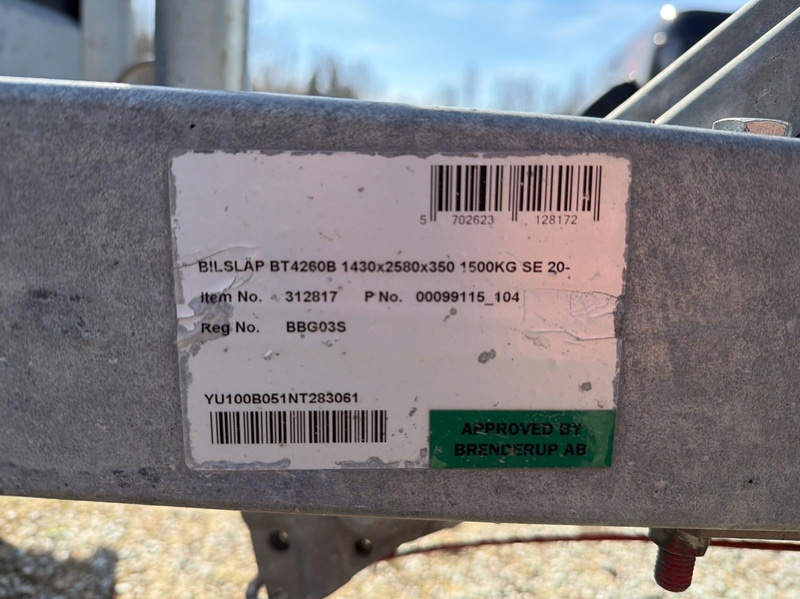 5 702623 128172
BILSLÄP BT4260B 1430x2580x350 1500KG SE 20-
Item No. 312817 P No. 00099115_104
Reg No. BBG03S
YU100B051NT283061
APPROVED BY
BRENDERUP AB